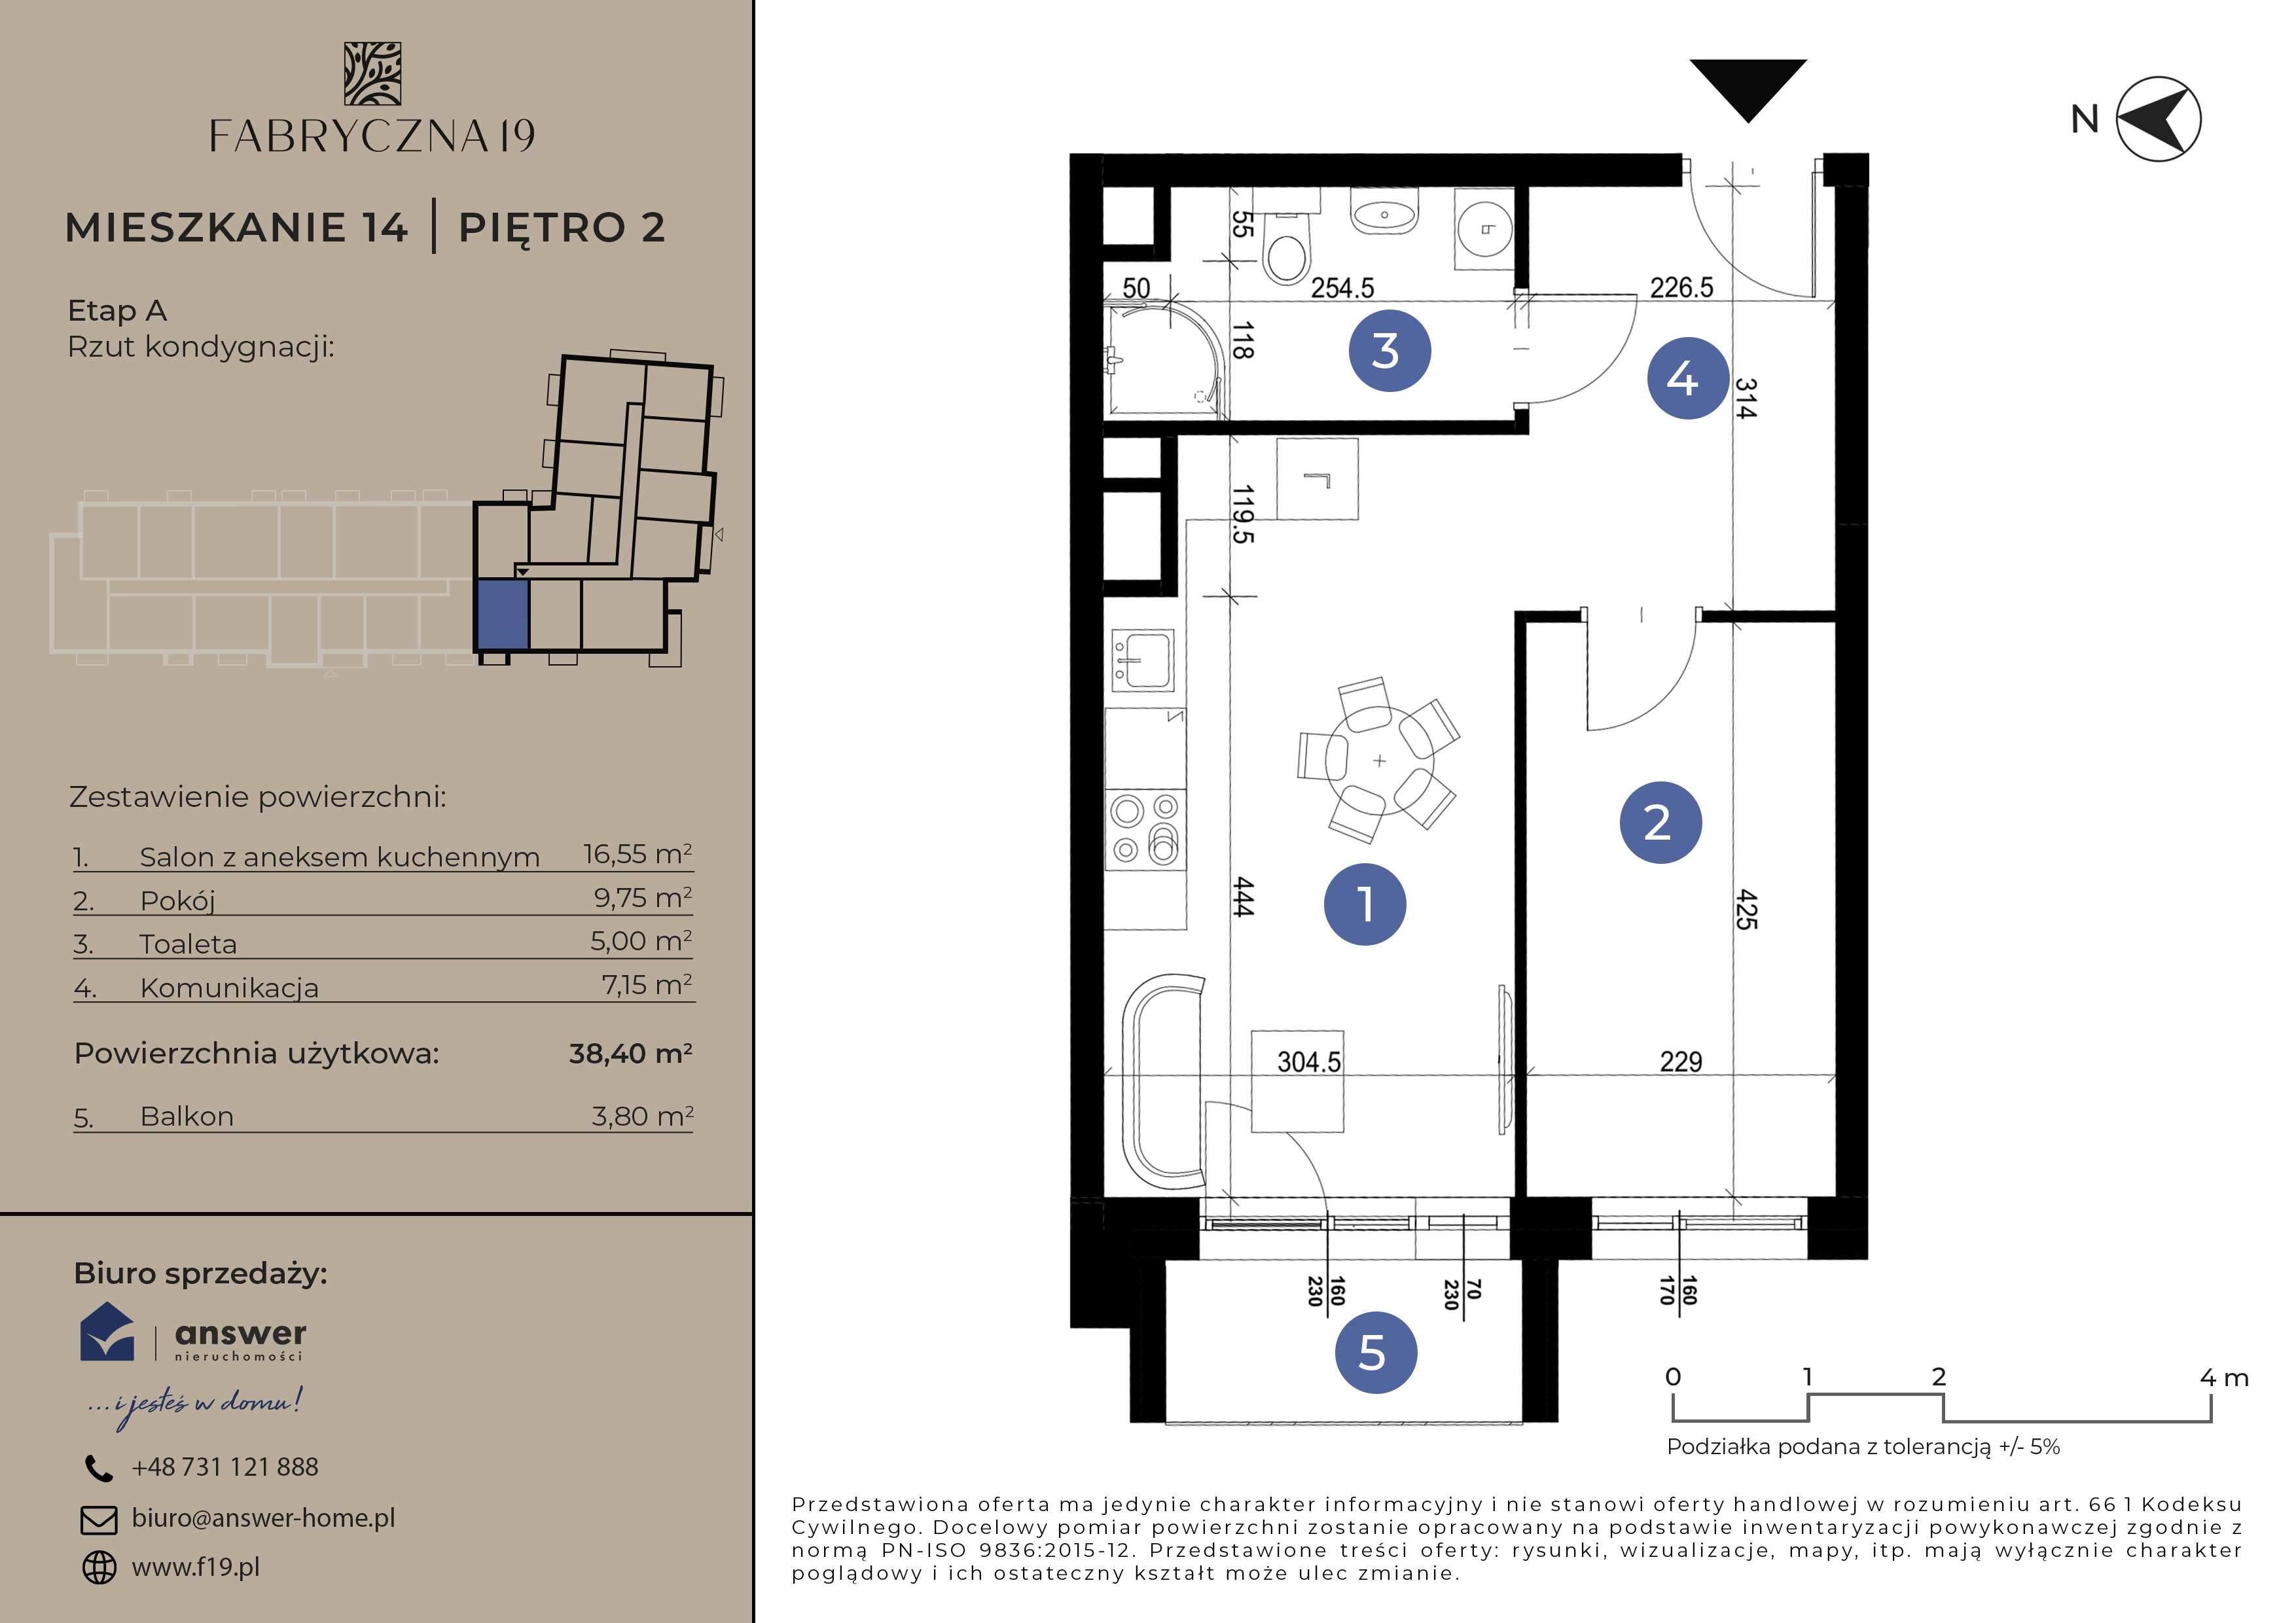 FABRYCZNA 19
MIESZKANIE 14 | PIĘTRO 2
Etap A
Rzut kondygnacji:
Zestawienie powierzchni:
1. Salon z aneksem kuchennym 16,55 m²
2. Pokój 9,75 m²
3. Toaleta 5,00 m²
4. Komunikacja 7,15 m²
Powierzchnia użytkowa: 38,40 m²
5. Balkon 3,80 m²
Biuro sprzedaży:
answer
nieruchomości
...i jesteś w domu!
+48 731 121 888
biuro@answer-home.pl
www.f19.pl
N
55
50
254.5
226.5
118
3
4
314
119.5
2
1
444
425
304.5
229
160
230
70
230
160
170
5
0 1 2 4 m
Podziałka podana z tolerancją +/- 5%
Przedstawiona oferta ma jedynie charakter informacyjny i nie stanowi oferty handlowej w rozumieniu art. 66 1 Kodeksu
Cywilnego. Docelowy pomiar powierzchni zostanie opracowany na podstawie inwentaryzacji powykonawczej zgodnie z
normą PN-ISO 9836:2015-12. Przedstawione treści oferty: rysunki, wizualizacje, mapy, itp. mają wyłącznie charakter
poglądowy i ich ostateczny kształt może ulec zmianie.